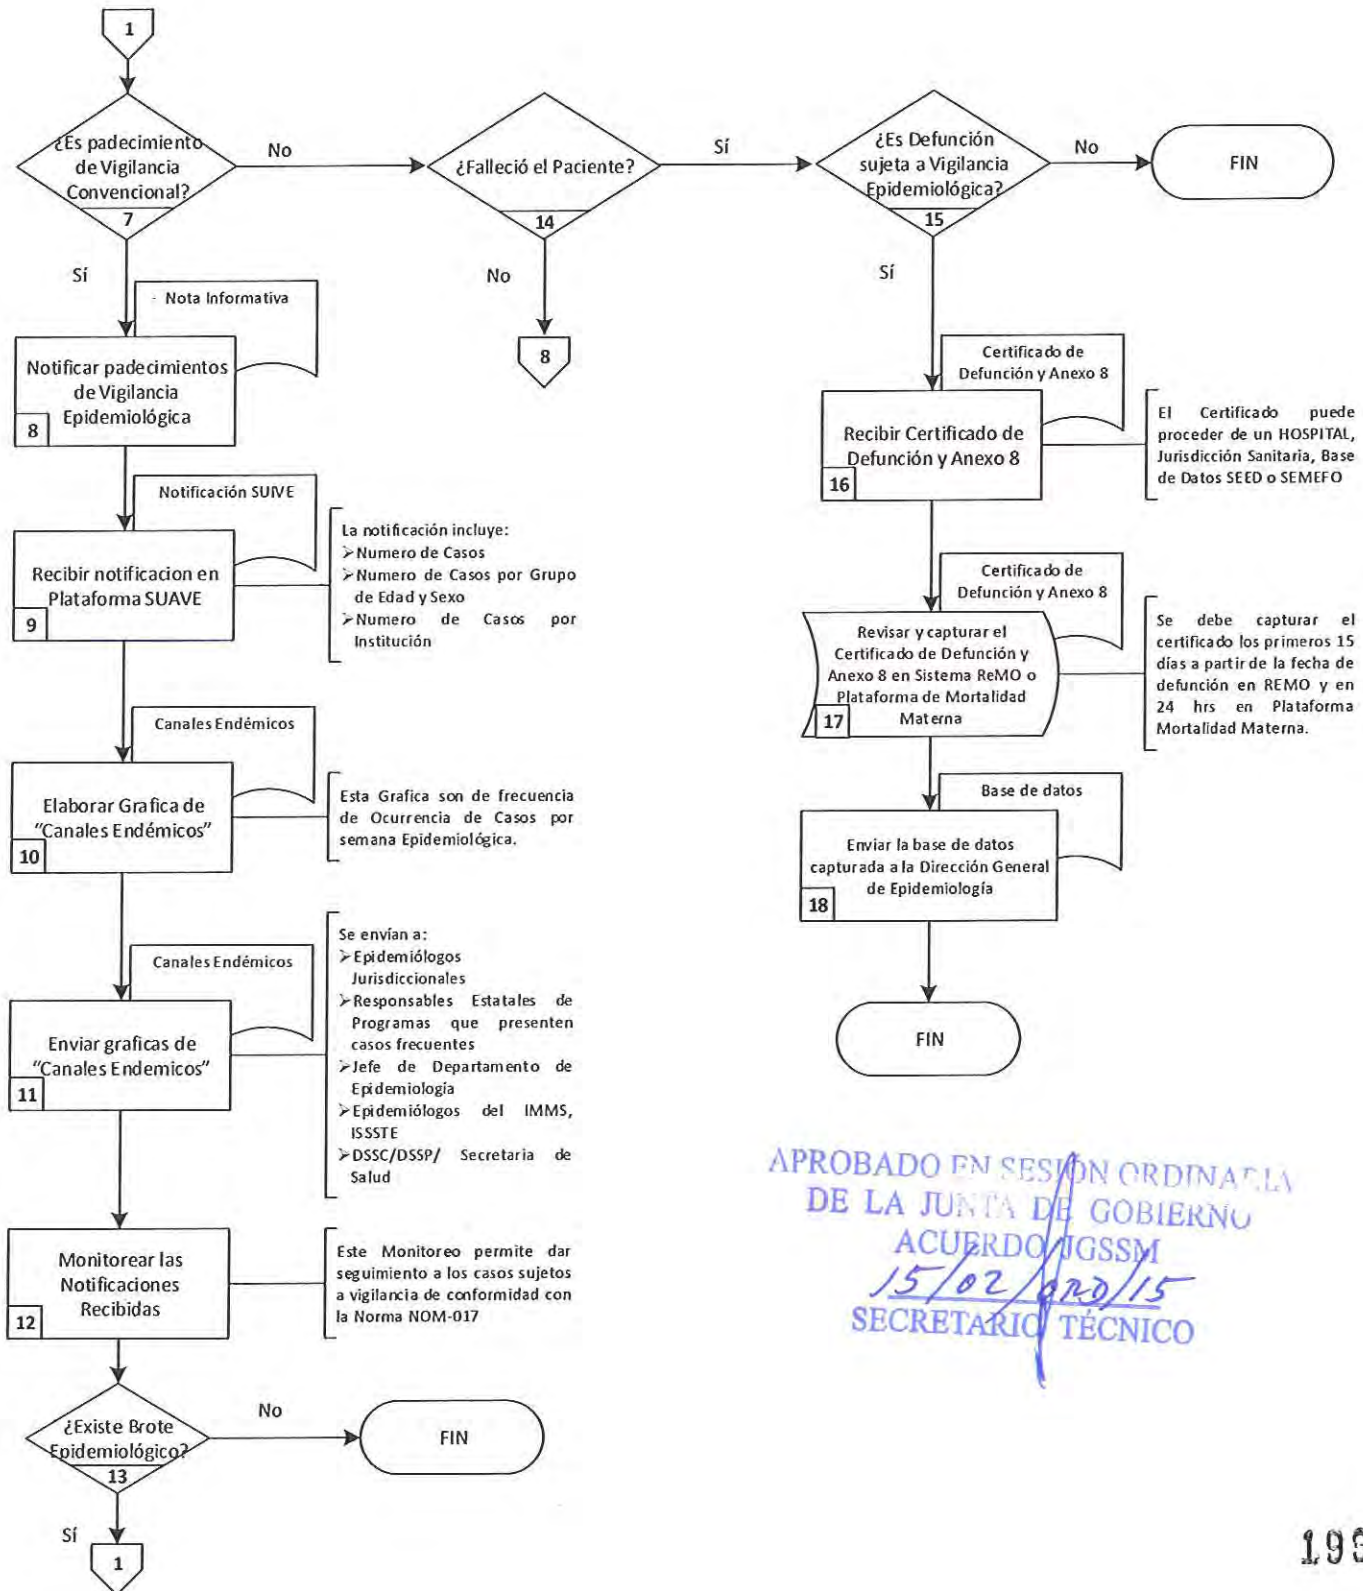 1
¿Es padecimiento
de Vigilancia
Convencional?
7
No
Sí
¿Falleció el Paciente?
14
Sí
No
8
¿Es Defunción
sujeta a Vigilancia
Epidemiológica?
15
No
FIN
Sí
- Nota Informativa
Notificar padecimientos
de Vigilancia
Epidemiológica
8
Notificación SUIVE
Recibir notificacion en
Plataforma SUAVE
9
La notificación incluye:
➢Numero de Casos
➢Numero de Casos por Grupo
de Edad y Sexo
➢Numero de Casos por
Institución
Canales Endémicos
Elaborar Grafica de
"Canales Endémicos"
10
Esta Grafica son de frecuencia
de Ocurrencia de Casos por
semana Epidemiológica.
Canales Endémicos
Enviar graficas de
"Canales Endemicos"
11
Se envían a:
➢Epidemiólogos
Jurisdiccionales
➢Responsables Estatales de
Programas que presenten
casos frecuentes
➢Jefe de Departamento de
Epidemiología
➢Epidemiólogos del IMMS,
ISSSTE
➢DSSC/DSSP/ Secretaria de
Salud
Monitorear las
Notificaciones
Recibidas
12
Este Monitoreo permite dar
seguimiento a los casos sujetos
a vigilancia de conformidad con
la Norma NOM-017
¿Existe Brote
Epidemiológico?
13
No
FIN
Sí
1
Certificado de
Defunción y Anexo 8
Recibir Certificado de
Defunción y Anexo 8
16
El Certificado puede
proceder de un HOSPITAL,
Jurisdicción Sanitaria, Base
de Datos SEED o SEMEFO
Certificado de
Defunción y Anexo 8
Revisar y capturar el
Certificado de Defunción y
Anexo 8 en Sistema ReMO o
Plataforma de Mortalidad
Materna
17
Se debe capturar el
certificado los primeros 15
días a partir de la fecha de
defunción en REMO y en
24 hrs en Plataforma
Mortalidad Materna.
Base de datos
Enviar la base de datos
capturada a la Dirección General
de Epidemiología
18
FIN
APROBADO EN SESIÓN ORDINARIA
DE LA JUNTA DE GOBIERNO
ACUERDO JGSSM
15/02/ORD/15
SECRETARIO TÉCNICO